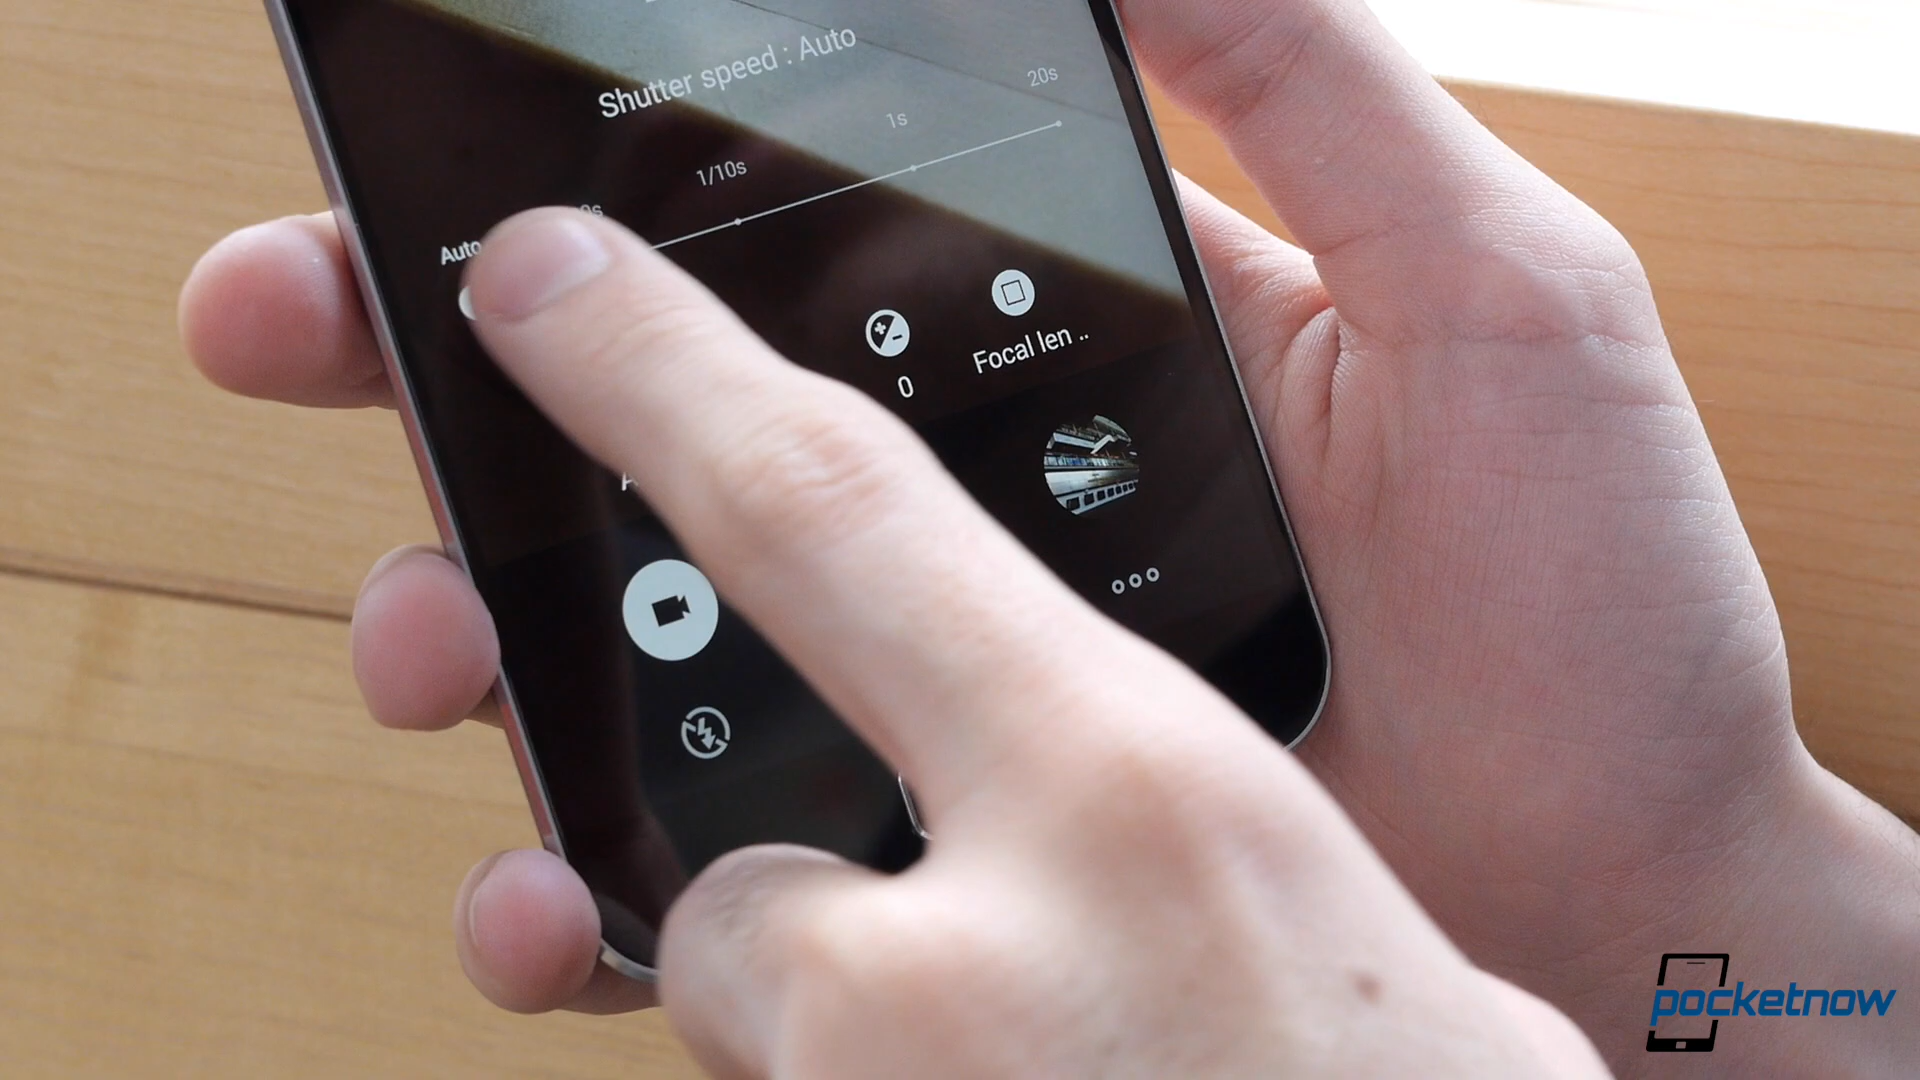 Shutter speed : Auto
20s
1s
1/10s
Auto
0
Focal len ..
pocketnow